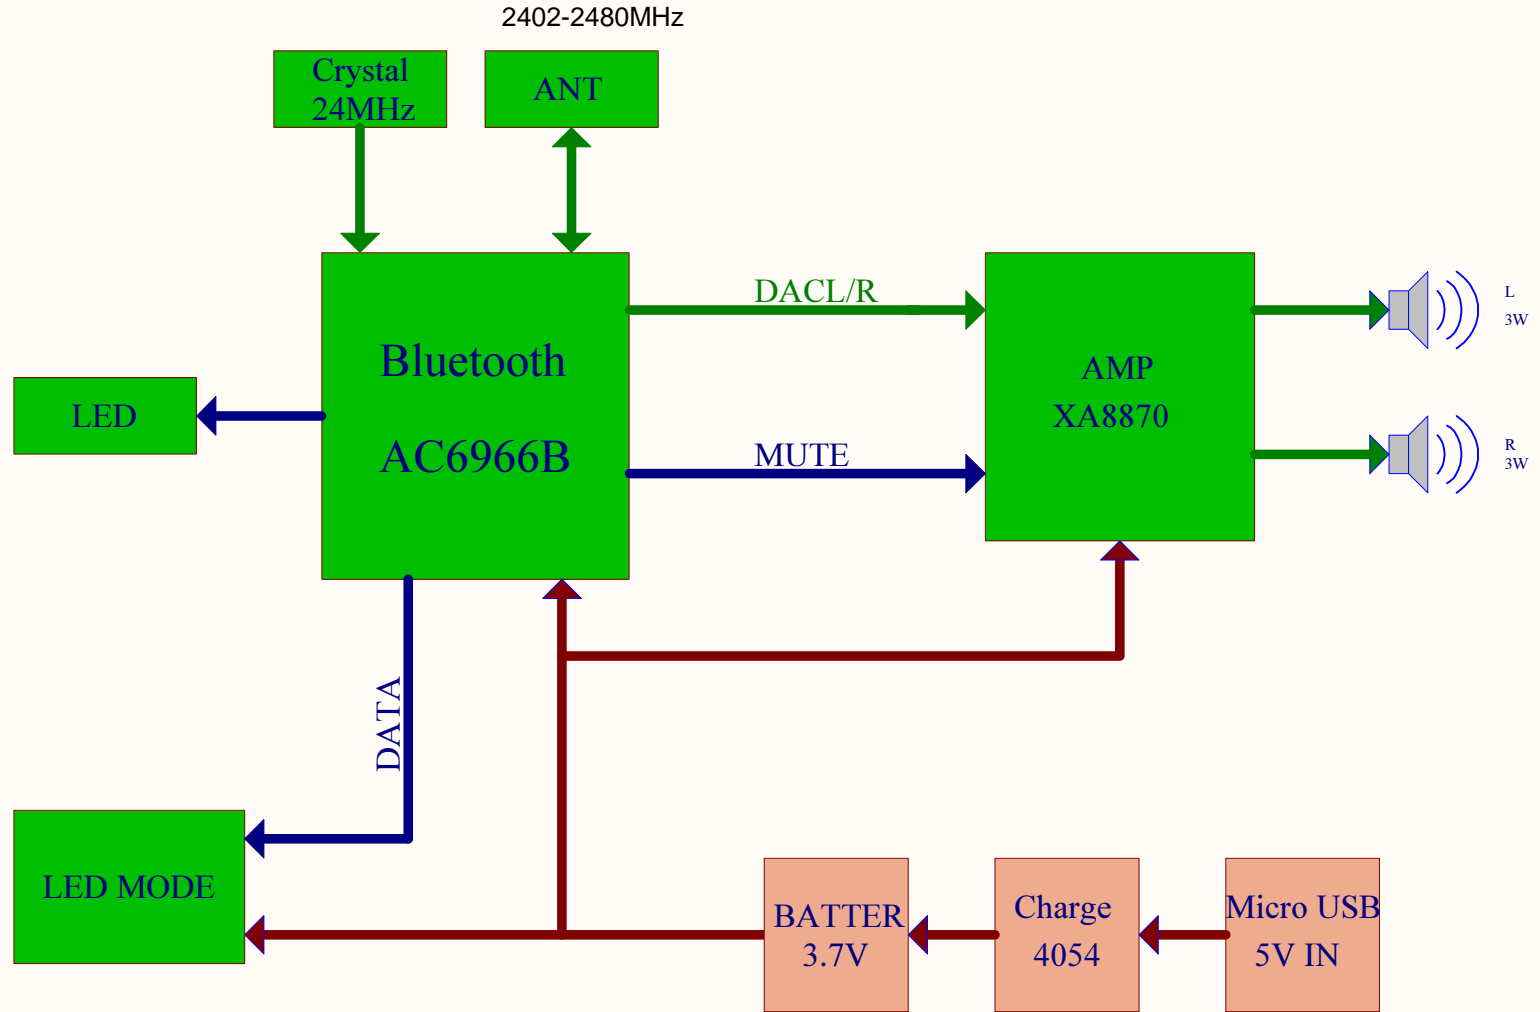 2402-2480MHz
Crystal
24MHz
ANT
DACL/R
L
3W
Bluetooth
AMP
LED
XA8870
AC6966B
MUTE
R
3W
DATA
LED MODE
BATTER
3.7V
Charge
4054
Micro USB
5V IN